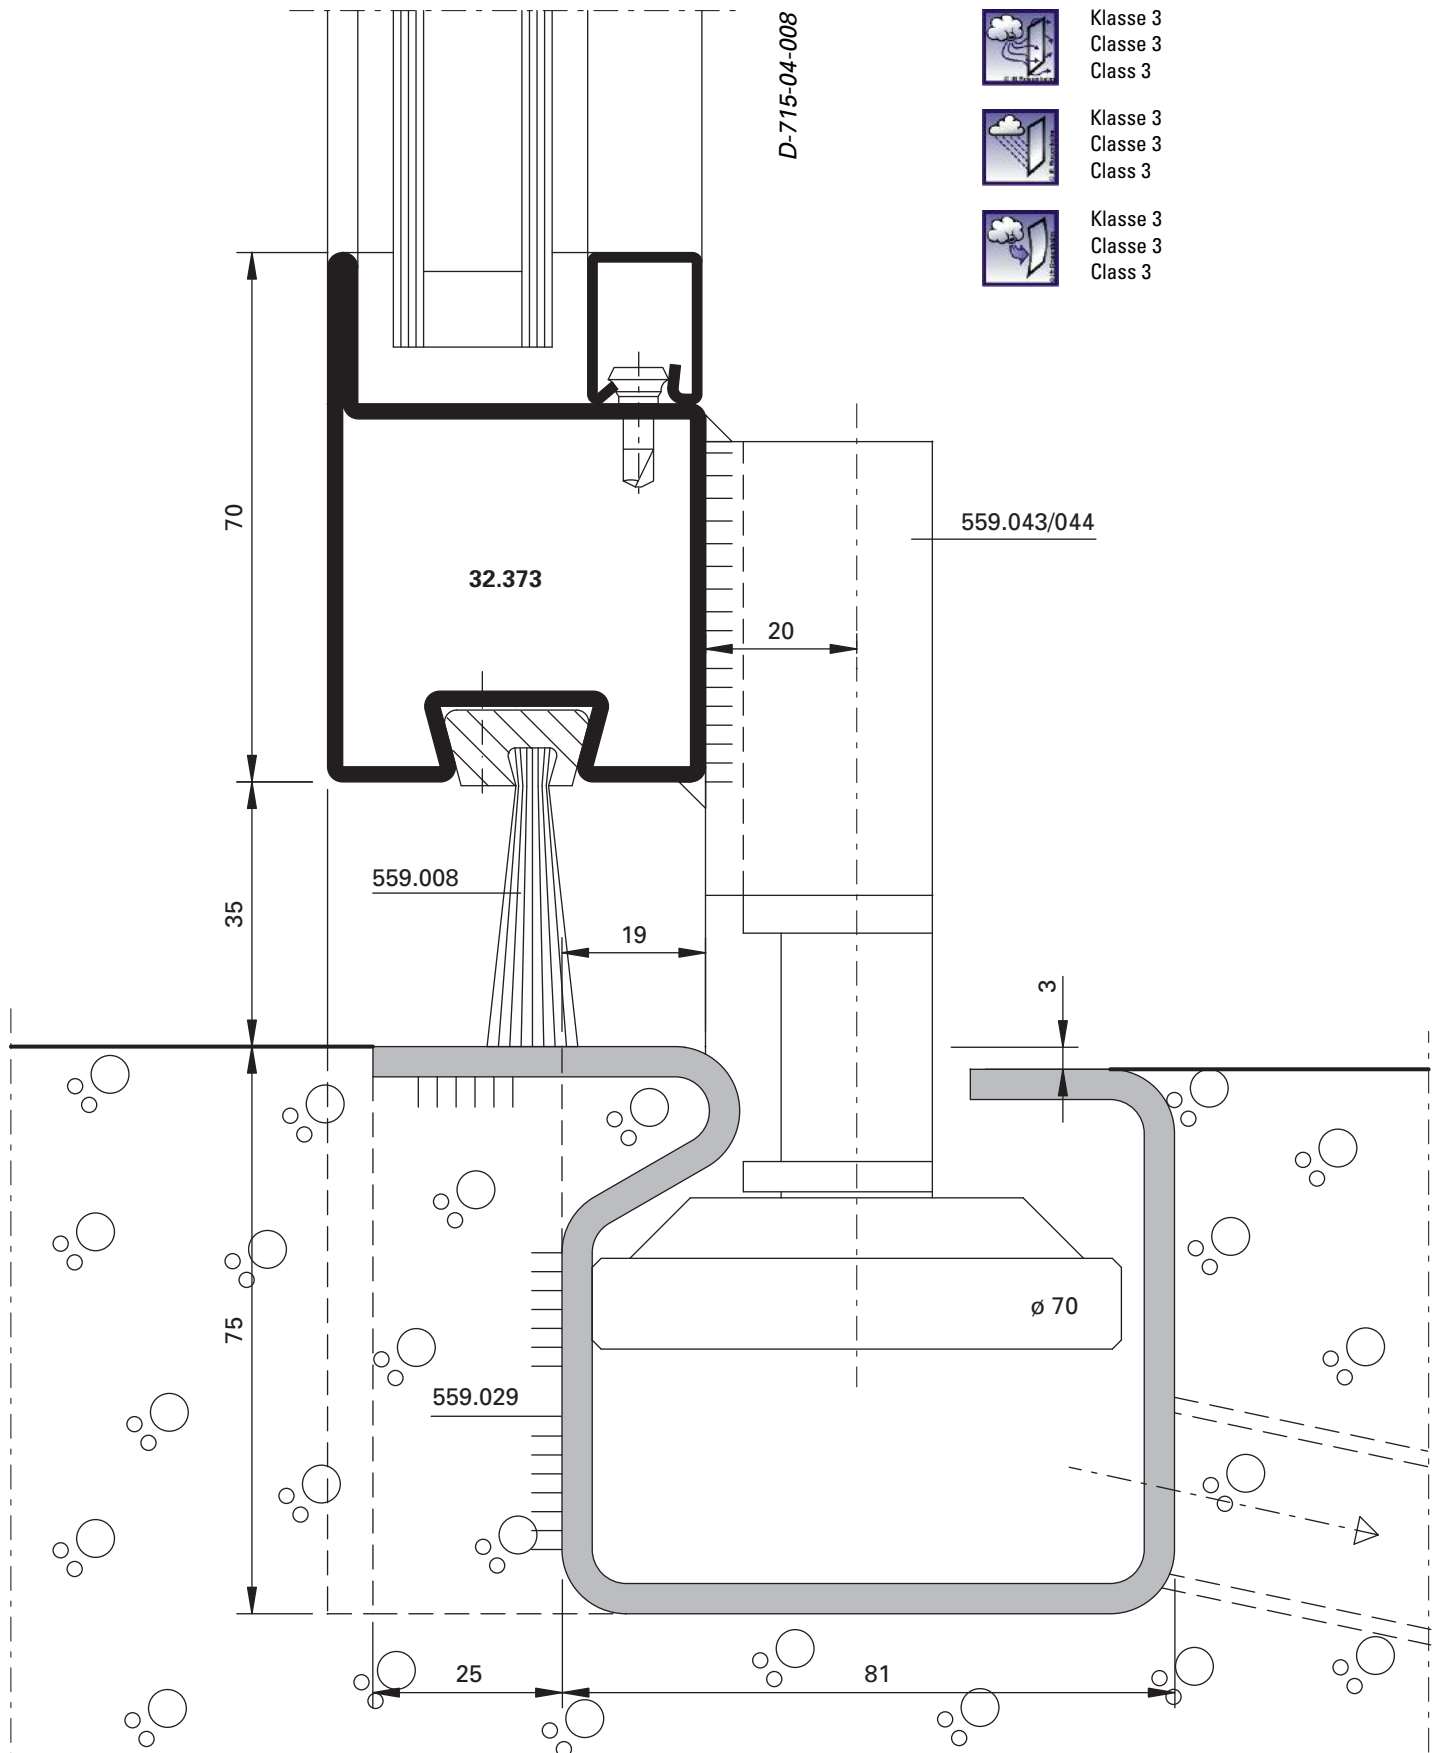 D-715-04-008
Klasse 3
Classe 3
Class 3
Klasse 3
Classe 3
Class 3
Klasse 3
Classe 3
Class 3
70
559.043/044
32.373
20
559.008
35
19
3
ø 70
75
559.029
25
81